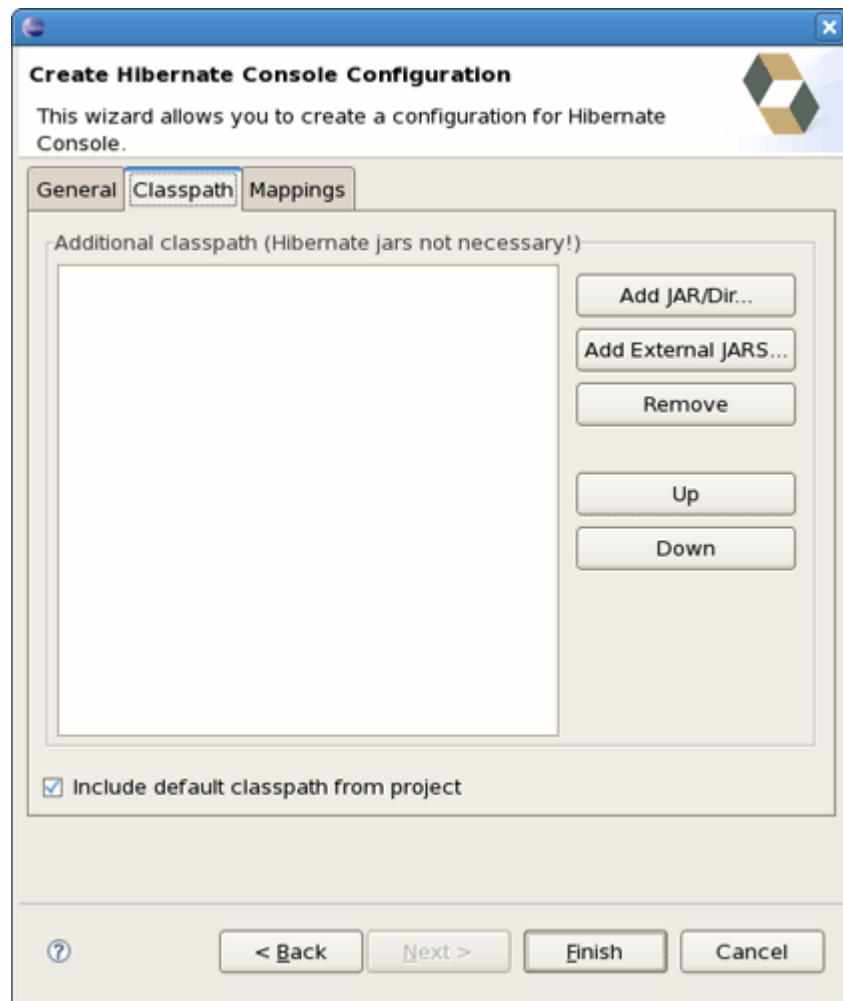 Create Hibernate Console Configuration
This wizard allows you to create a configuration for Hibernate
Console.
General Classpath Mappings
Additional classpath (Hibernate jars not necessary!)
Add JAR/Dir...
Add External JARS...
Remove
Up
Down
Include default classpath from project
? < Back Next > Finish Cancel